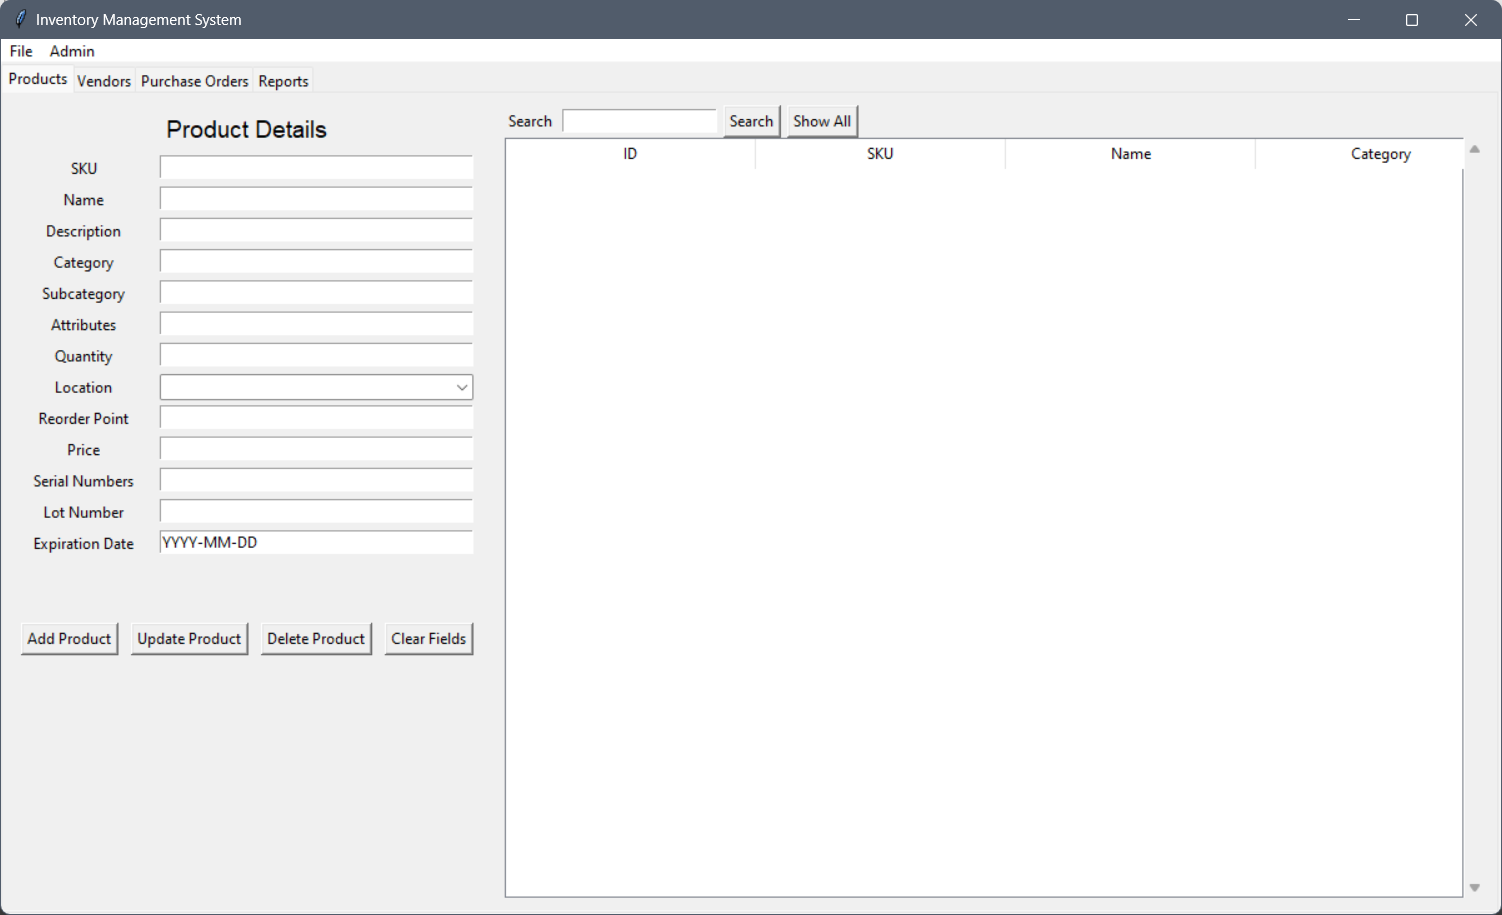 Inventory Management System
File Admin
Products Vendors Purchase Orders Reports
Product Details
SKU
Name
Description
Category
Subcategory
Attributes
Quantity
Location
Reorder Point
Price
Serial Numbers
Lot Number
Expiration Date YYYY-MM-DD
Add Product Update Product Delete Product Clear Fields
Search Search Show All
ID SKU Name Category